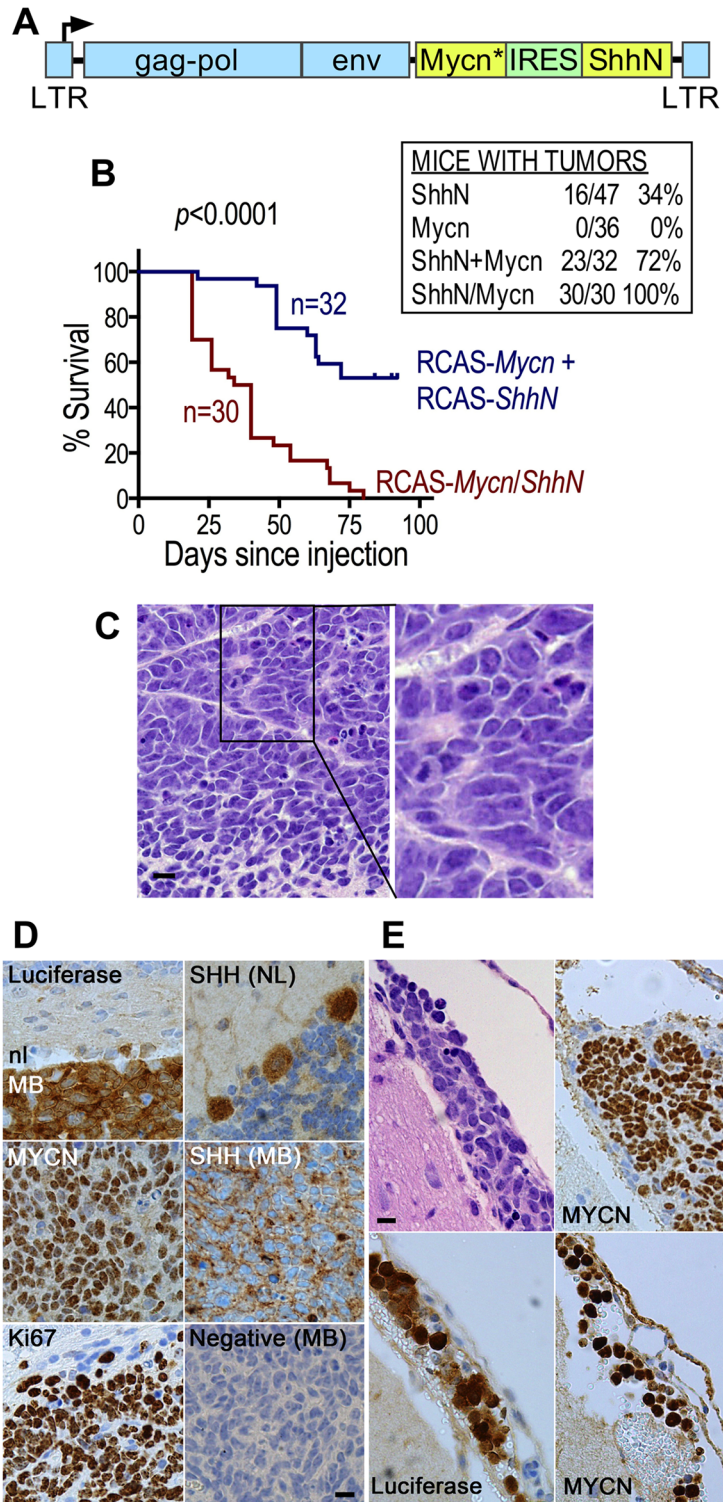 A
gag-pol env Mycn* IRES ShhN
LTR LTR
B
p<0.0001
MICE WITH TUMORS
ShhN 16/47 34%
Mycn 0/36 0%
ShhN+Mycn 23/32 72%
ShhN/Mycn 30/30 100%
% Survival
100
80
60
40
20
0
n=32
n=30
RCAS-Mycn +
RCAS-ShhN
RCAS-Mycn/ShhN
0 25 50 75 100
Days since injection
C
D
Luciferase
nl
MB
SHH (NL)
MYCN
SHH (MB)
Ki67
Negative (MB)
E
MYCN
Luciferase
MYCN